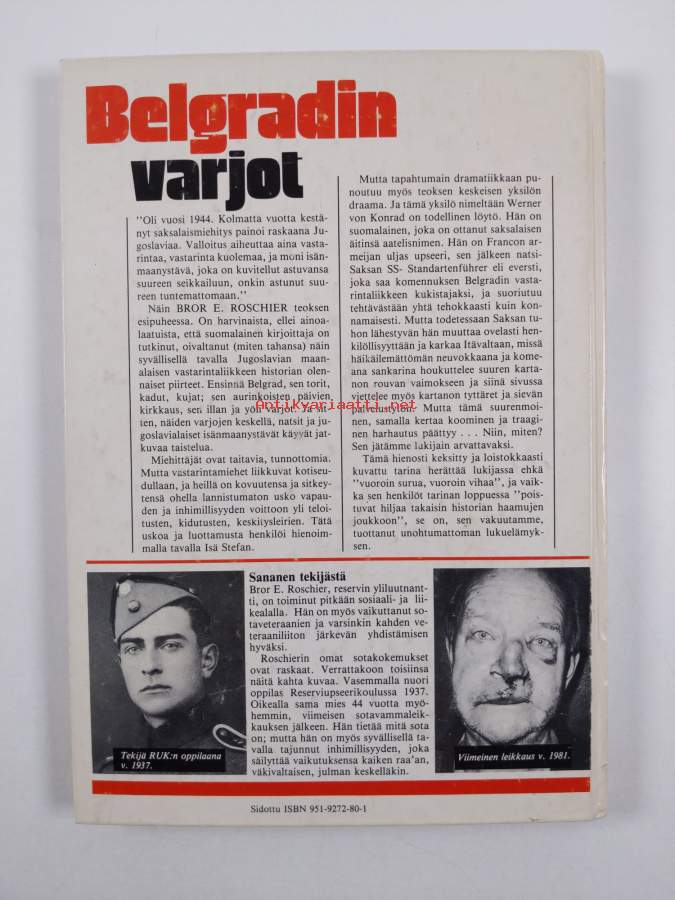 Belgradin
varjot
"Oli vuosi 1944. Kolmatta vuotta kestä-
nyt saksalaismiehitys painoi raskaana Ju-
goslaviaa. Valloitus aiheuttaa aina vasta-
rintaa, vastarinta kuolemaa, ja moni isän-
maanystävä, joka on kuvitellut astuvansa
suureen seikkailuun, onkin astunut suu-
reen tuntemattomaan."
Näin BROR E. ROSCHIER teoksen
esipuheessa. On harvinaista, ellei ainoa-
laatuista, että suomalainen kirjoittaja on
tutkinut, oivaltanut (miten tahansa) näin
syvällisellä tavalla Jugoslavian maan-
alaisen vastarintaliikkeen historian olen-
naiset piirteet. Ensinnä Belgrad, sen torit,
kadut, kujat; sen aurinkoisten päivien
kirkkaus, sen illan ja yön varjot. Ja sit-
ten, näiden varjojen keskellä, natsit ja ju-
goslavialaiset isänmaanystävät käyvät jat-
kuvaa taistelua.
Miehittäjät ovat taitavia, tunnottomia.
Mutta vastarintamiehet liikkuvat kotiseu-
dullaan, ja heillä on kovuutensa ja sitkey-
tensä ohella lannistumaton usko vapau-
den ja inhimillisyyden voittoon yli teloi-
tusten, kidutusten, keskitysleirien. Tätä
uskoa ja luottamusta henkilöi hienoim-
malla tavalla Isä Stefan.
Mutta tapahtumain dramatiikkaan pu-
noutuu myös teoksen keskeisen yksilön
draama. Ja tämä yksilö nimeltään Werner
von Konrad on todellinen löytö. Hän on
suomalainen, joka on ottanut saksalaisen
äitinsä aatelisnimen. Hän on Francon ar-
meijan uljas upseeri, sen jälkeen natsi-
Saksan SS- Standartenführer eli eversti,
joka saa komennuksen Belgradin vasta-
rintaliikkeen kukistajaksi, ja suoriutuu
tehtävästään yhtä tehokkaasti kuin kon-
namaisesti. Mutta todetessaan Saksan tu-
hon lähestyvän hän muuttaa ovelasti hen-
kilöllisyyttään ja karkaa Itävaltaan, missä
häikäilemättömän neuvokkaana ja kome-
ana sankarina houkuttelee suuren karta-
non rouvan vaimokseen ja siinä sivussa
viettelee myös kartanon tyttäret ja sievän
palvelustytön. Mutta tämä suurenmoi-
nen, samalla kertaa koominen ja traagi-
nen harhautus päättyy . . . Niin, miten?
Sen jätämme lukijain arvattavaksi.
Tämä hienosti keksitty ja loistokkaasti
kuvattu tarina herättää lukijassa ehkä
"vuoroin surua, vuoroin vihaa", ja vaik-
ka sen henkilöt tarinan loppuessa "pois-
tuvat hiljaa takaisin historian haamujen
joukkoon", se on, sen vakuutamme,
tuottanut unohtumattoman lukuelämyk-
sen.
Antikvariaatti.net
Sananen tekijästä
Bror E. Roschier, reservin yliluutnant-
ti, on toiminut pitkään sosiaali- ja lii-
kealalla. Hän on myös vaikuttanut so-
taveteraanien ja varsinkin kahden ve-
teraaniliiton järkevän yhdistämisen
hyväksi.
Roschierin omat sotakokemukset
ovat raskaat. Verrattakoon toisiinsa
näitä kahta kuvaa. Vasemmalla nuori
oppilas Reserviupseerikoulussa 1937.
Oikealla sama mies 44 vuotta myö-
hemmin, viimeisen sotavammaleik-
kauksen jälkeen. Hän tietää mitä sota
on; mutta hän on myös syvällisellä ta-
valla tajunnut inhimillisyyden, joka
säilyttää vaikutuksensa kaiken raa'an,
väkivaltaisen, julman keskelläkin.
Tekijä RUK:n oppilaana
v. 1937.
Viimeinen leikkaus v. 1981.
Sidottu ISBN 951-9272-80-1